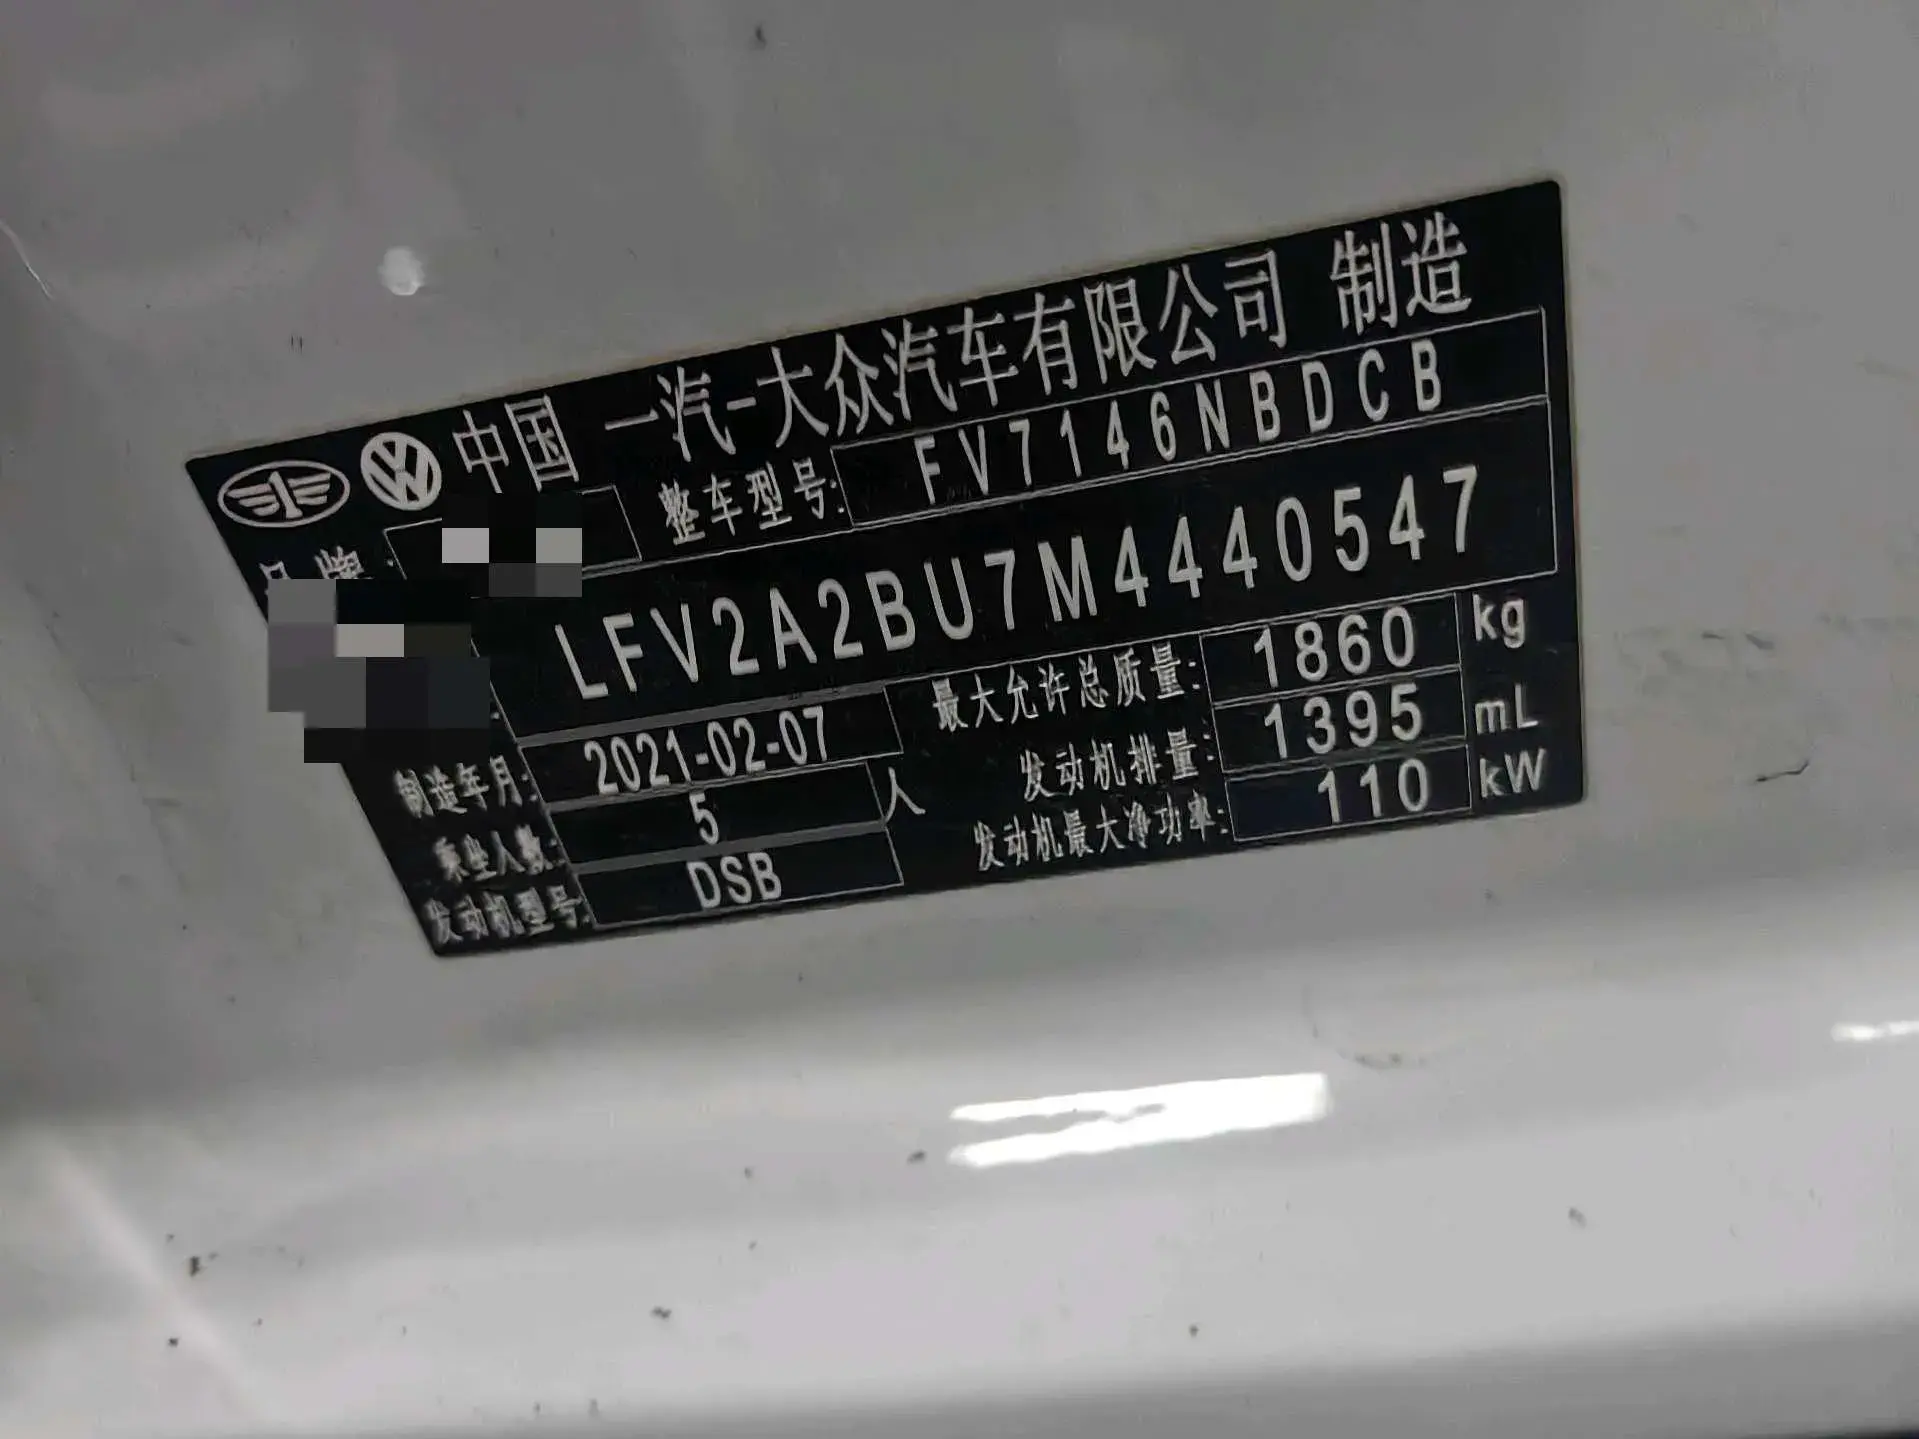 中国 一汽-大众汽车有限公司 制造
品牌: 整车型号: FV7146NBDCB
LFV2A2BU7M4440547
制造年月: 2021-02-07 最大允许总质量: 1860 kg
乘坐人数: 5 人 发动机排量: 1395 mL
发动机型号: DSB 发动机最大净功率: 110 kW